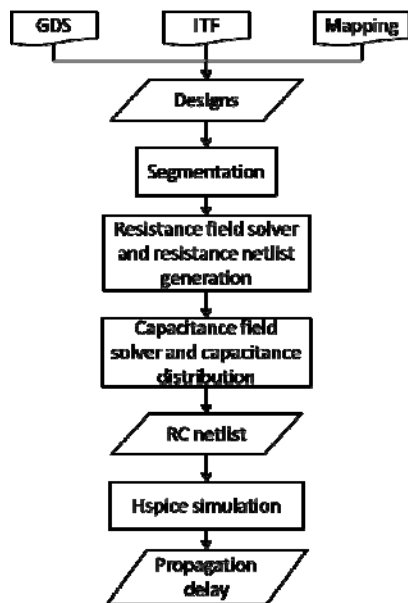 GDS
ITF
Mapping
Designs
Segmentation
Resistance field solver
and resistance netlist
generation
Capacitance field
solver and capacitance
distribution
RC netlist
Hspice simulation
Propagation
delay